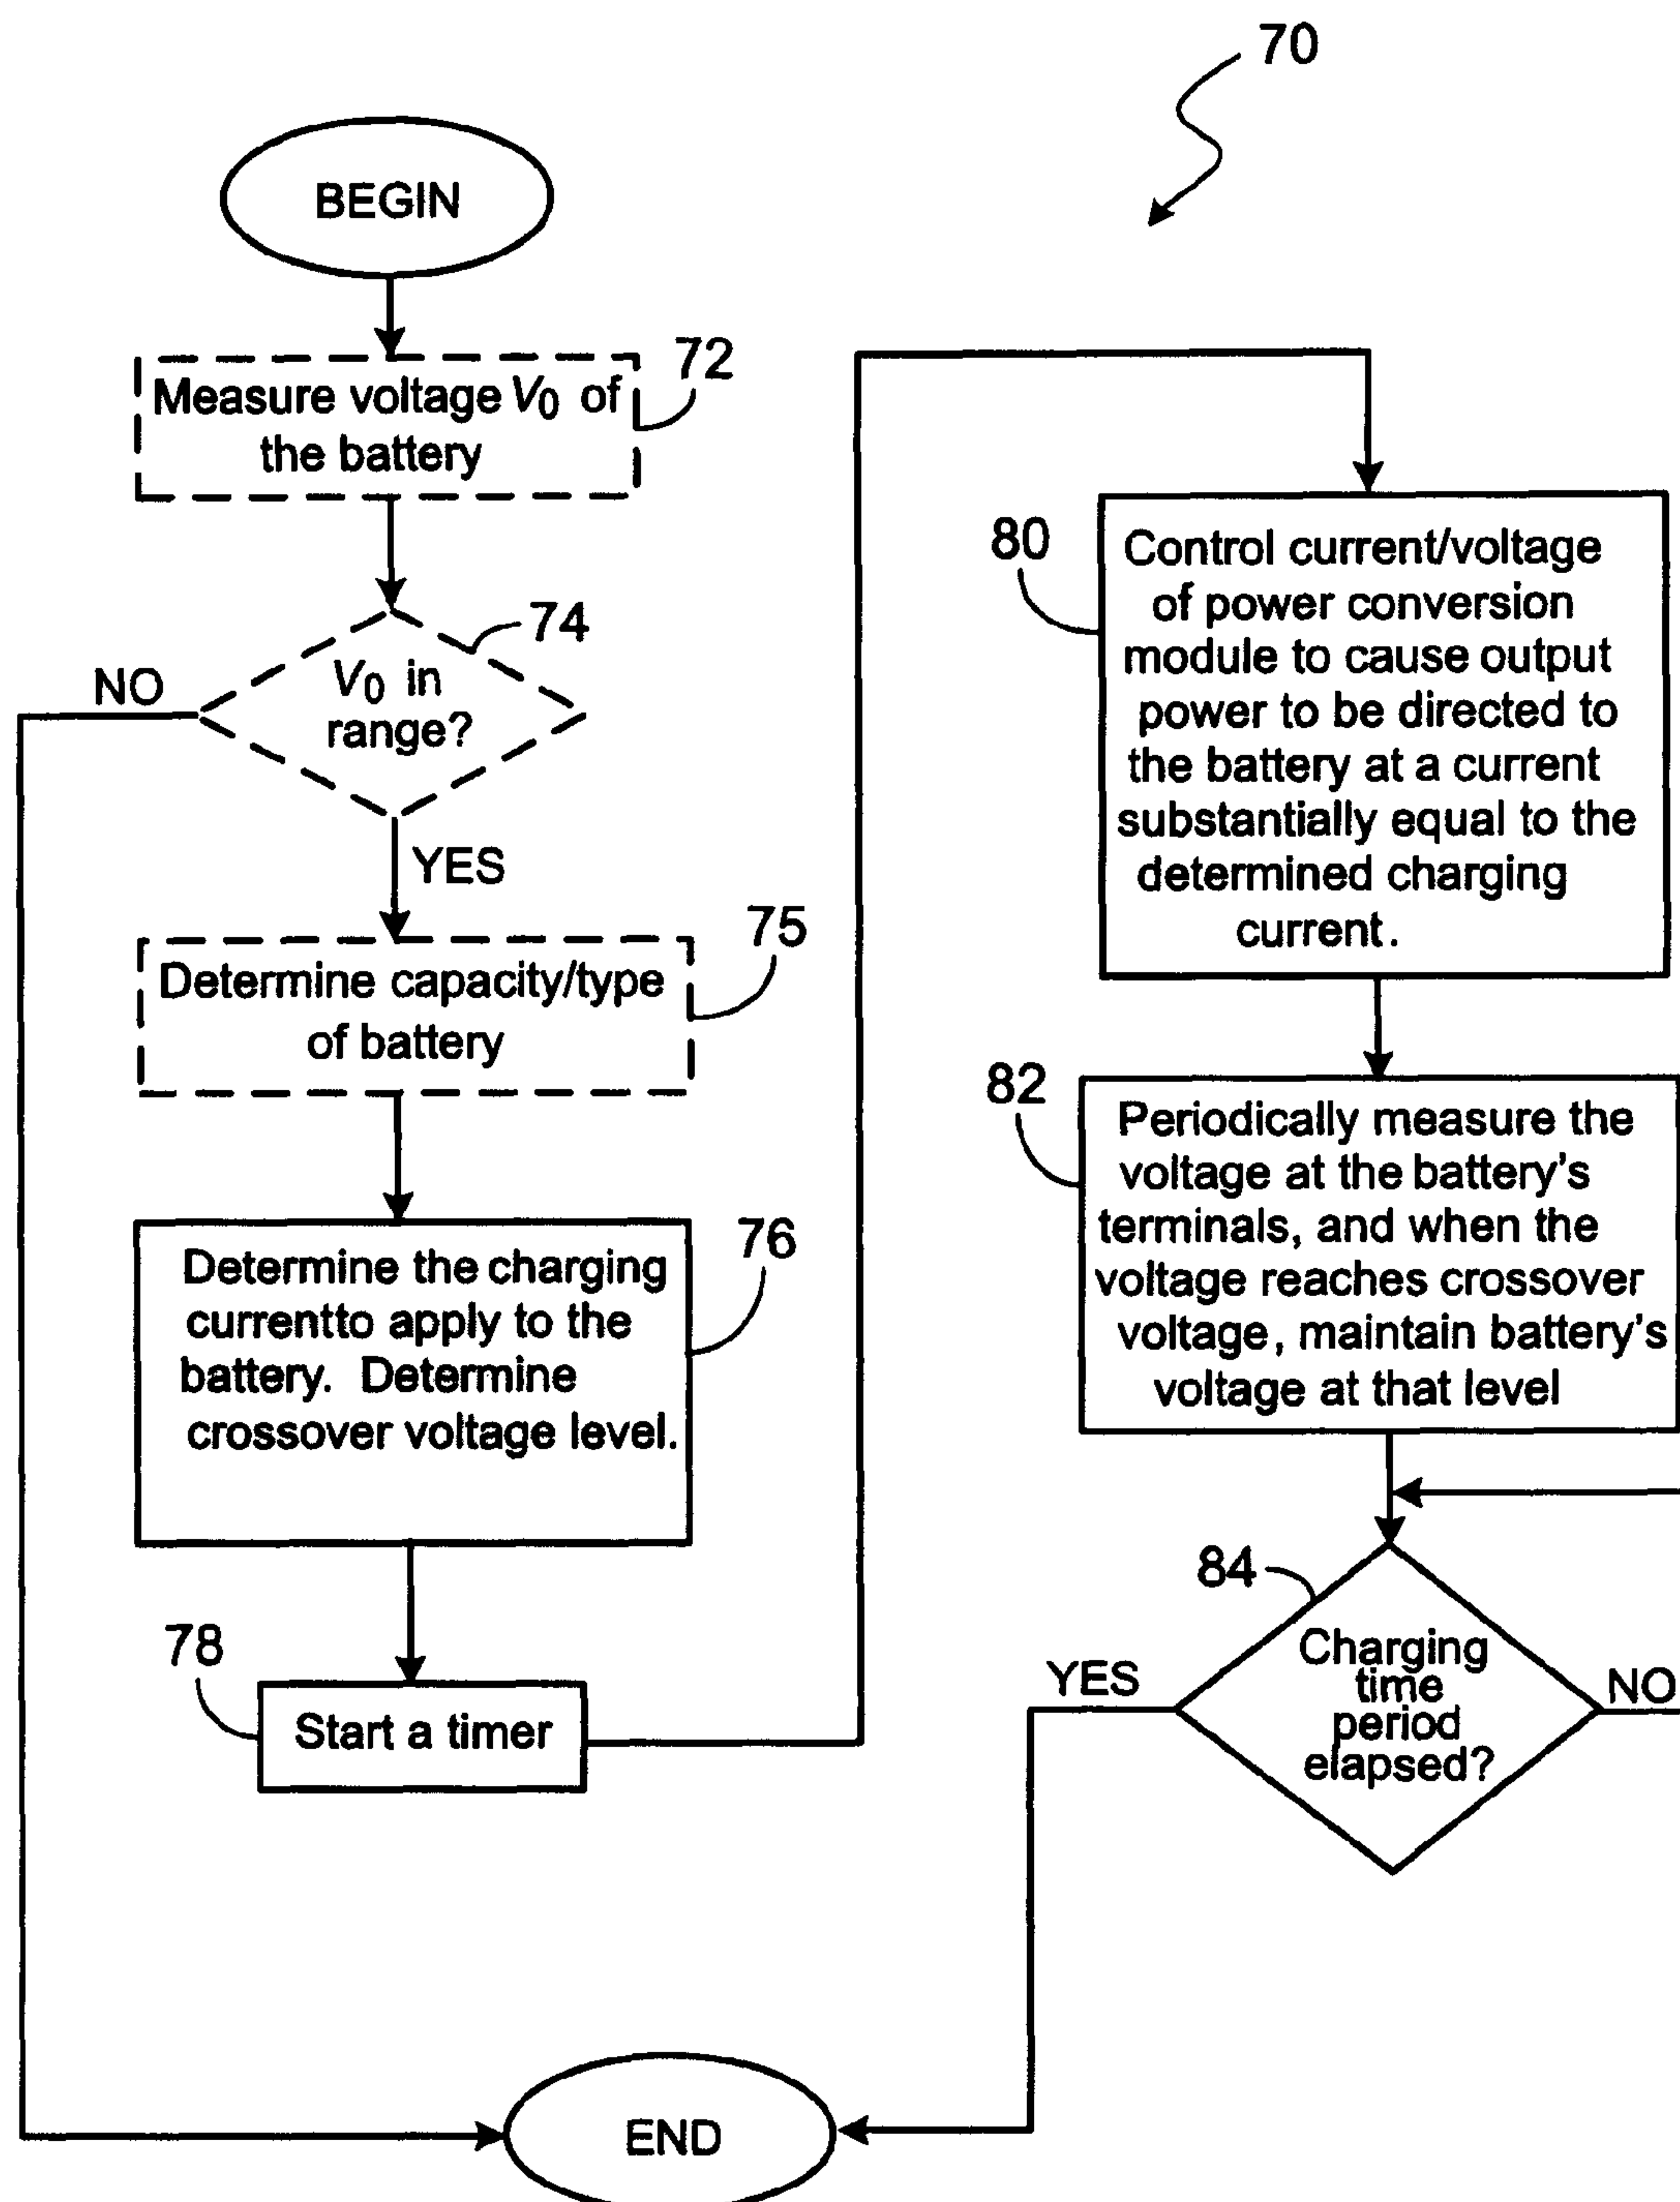 70
BEGIN
72
Measure voltage V0 of
the battery
74
V0 in
range?
NO
YES
75
Determine capacity/type
of battery
76
Determine the charging
currentto apply to the
battery. Determine
crossover voltage level.
78
Start a timer
80
Control current/voltage
of power conversion
module to cause output
power to be directed to
the battery at a current
substantially equal to the
determined charging
current.
82
Periodically measure the
voltage at the battery's
terminals, and when the
voltage reaches crossover
voltage, maintain battery's
voltage at that level
84
Charging
time
period
elapsed?
YES
NO
END